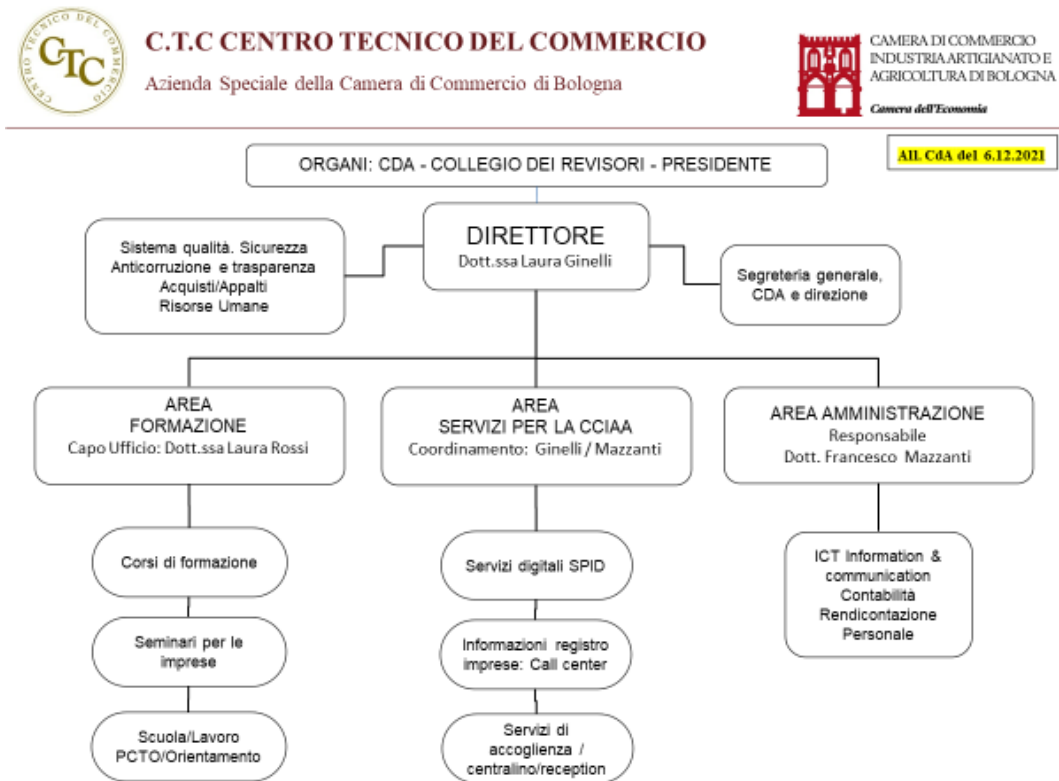 CENTRO TECNICO DEL COMMERCIO
CTC
C.T.C CENTRO TECNICO DEL COMMERCIO
Azienda Speciale della Camera di Commercio di Bologna
CAMERA DI COMMERCIO
INDUSTRIA ARTIGIANATO E
AGRICOLTURA DI BOLOGNA
Camera dell'Economia
All. CdA del 6.12.2021
ORGANI: CDA - COLLEGIO DEI REVISORI - PRESIDENTE
DIRETTORE
Dott.ssa Laura Ginelli
Sistema qualità. Sicurezza
Anticorruzione e trasparenza
Acquisti/Appalti
Risorse Umane
Segreteria generale,
CDA e direzione
AREA
FORMAZIONE
Capo Ufficio: Dott.ssa Laura Rossi
AREA
SERVIZI PER LA CCIAA
Coordinamento: Ginelli / Mazzanti
AREA AMMINISTRAZIONE
Responsabile
Dott. Francesco Mazzanti
Corsi di formazione
Seminari per le
imprese
Scuola/Lavoro
PCTO/Orientamento
Servizi digitali SPID
Informazioni registro
imprese: Call center
Servizi di
accoglienza /
centralino/reception
ICT Information &
communication
Contabilità
Rendicontazione
Personale